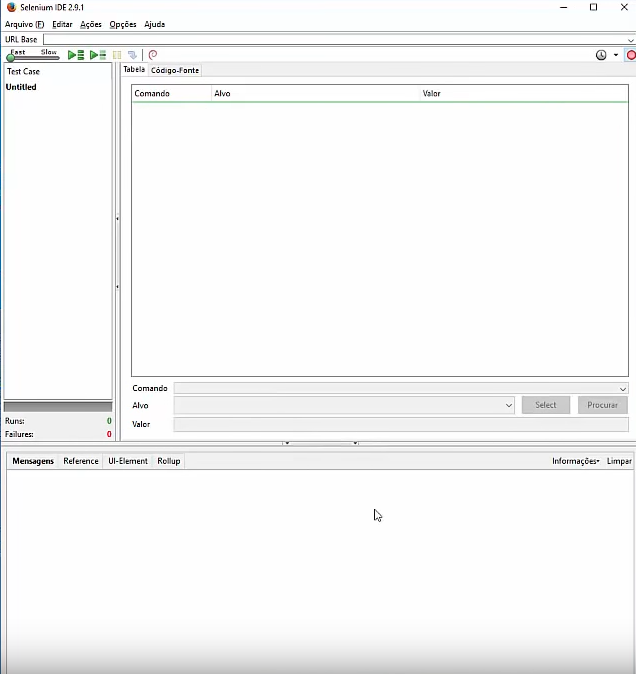 Selenium IDE 2.9.1
Arquivo (F) Editar Ações Opções Ajuda
URL Base
Fast Slow
Test Case
Untitled
Tabela Código-Fonte
Comando Alvo Valor
Comando
Alvo Select Procurar
Valor
Runs: 0
Failures: 0
Mensagens Reference UI-Element Rollup Informações Limpar